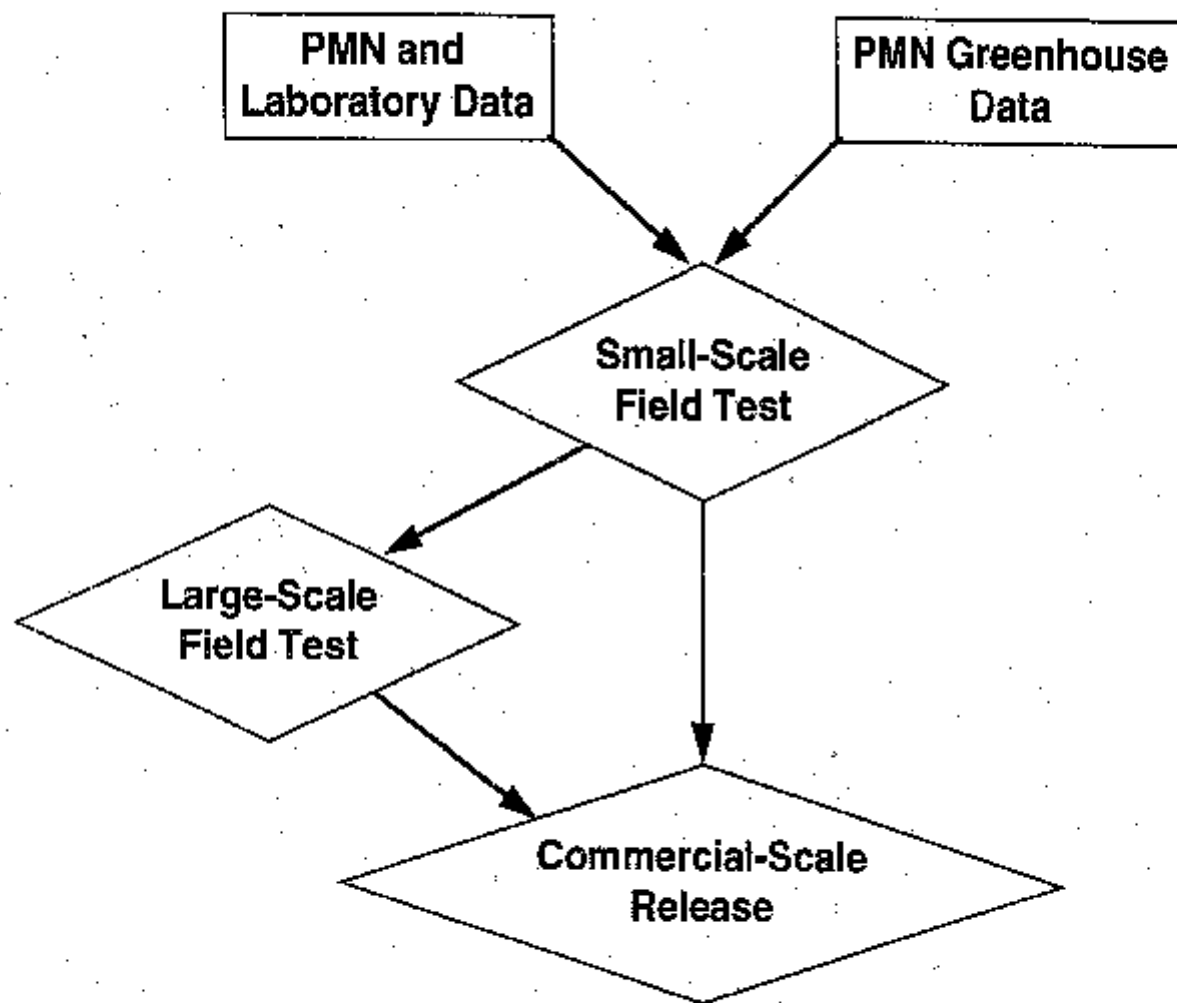 PMN and
Laboratory Data
PMN Greenhouse
Data
Small-Scale
Field Test
Large-Scale
Field Test
Commercial-Scale
Release